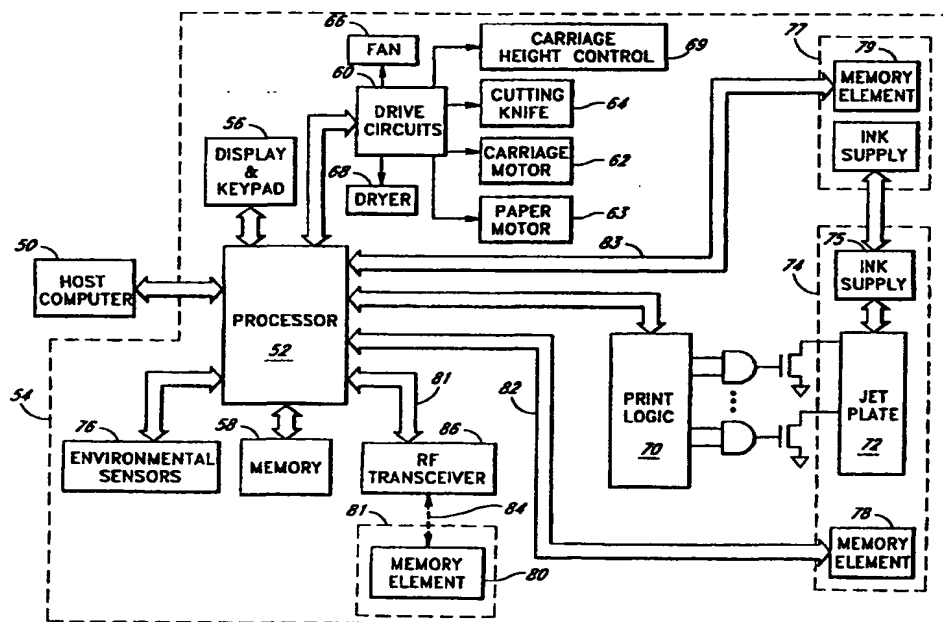 66
FAN
60
DRIVE
CIRCUITS
CARRIAGE
HEIGHT CONTROL
69
CUTTING
KNIFE
64
CARRIAGE
MOTOR
62
PAPER
MOTOR
63
68
DRYER
56
DISPLAY
&
KEYPAD
77
79
MEMORY
ELEMENT
INK
SUPPLY
50
HOST
COMPUTER
PROCESSOR
52
83
74
75
INK
SUPPLY
JET
PLATE
72
PRINT
LOGIC
70
82
81
54
76
ENVIRONMENTAL
SENSORS
58
MEMORY
86
RF
TRANSCEIVER
84
81
MEMORY
ELEMENT
80
78
MEMORY
ELEMENT